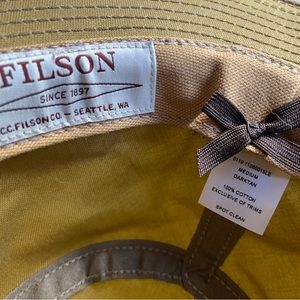 FILSON
SINCE 1897
C.C. FILSON CO. – SEATTLE, WA
MEDIUM
DARKTAN
100% COTTON
EXCLUSIVE OF TRIMS
SPOT CLEAN